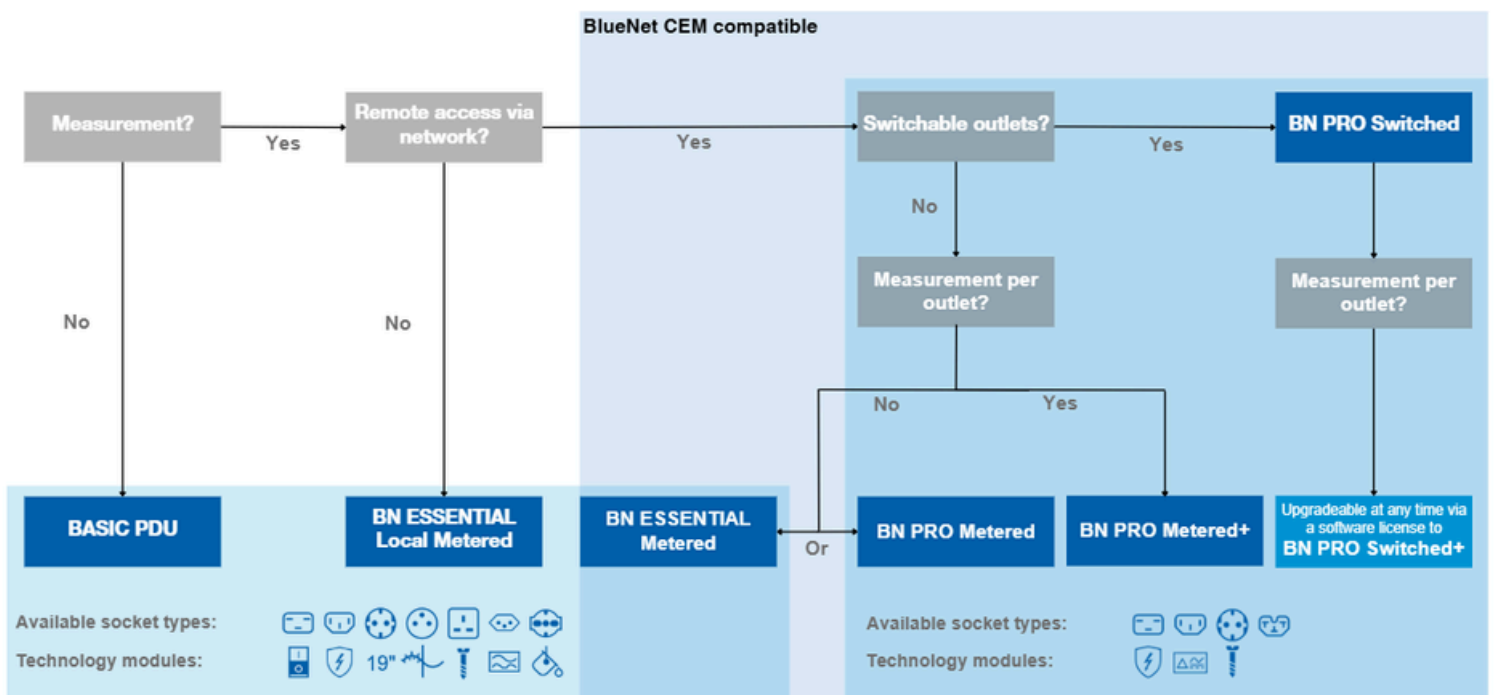 BlueNet CEM compatible
Measurement?
Yes
Remote access via
network?
Yes
Switchable outlets?
Yes
BN PRO Switched
No
No
No
Measurement per
outlet?
Measurement per
outlet?
No
Yes
BASIC PDU
BN ESSENTIAL
Local Metered
BN ESSENTIAL
Metered
Or
BN PRO Metered
BN PRO Metered+
Upgradeable at any time via
a software license to
BN PRO Switched+
Available socket types:
Technology modules:
19"
Available socket types:
Technology modules: